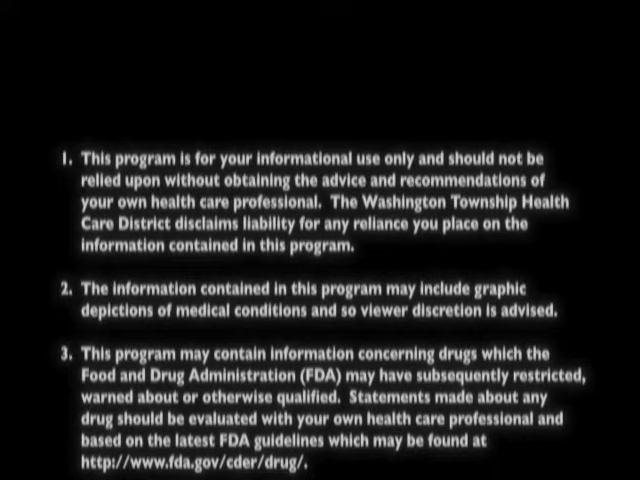 1. This program is for your informational use only and should not be
relied upon without obtaining the advice and recommendations of
your own health care professional. The Washington Township Health
Care District disclaims liability for any reliance you place on the
information contained in this program.
2. The information contained in this program may include graphic
depictions of medical conditions and so viewer discretion is advised.
3. This program may contain information concerning drugs which the
Food and Drug Administration (FDA) may have subsequently restricted,
warned about or otherwise qualified. Statements made about any
drug should be evaluated with your own health care professional and
based on the latest FDA guidelines which may be found at
http://www.fda.gov/cder/drug/.